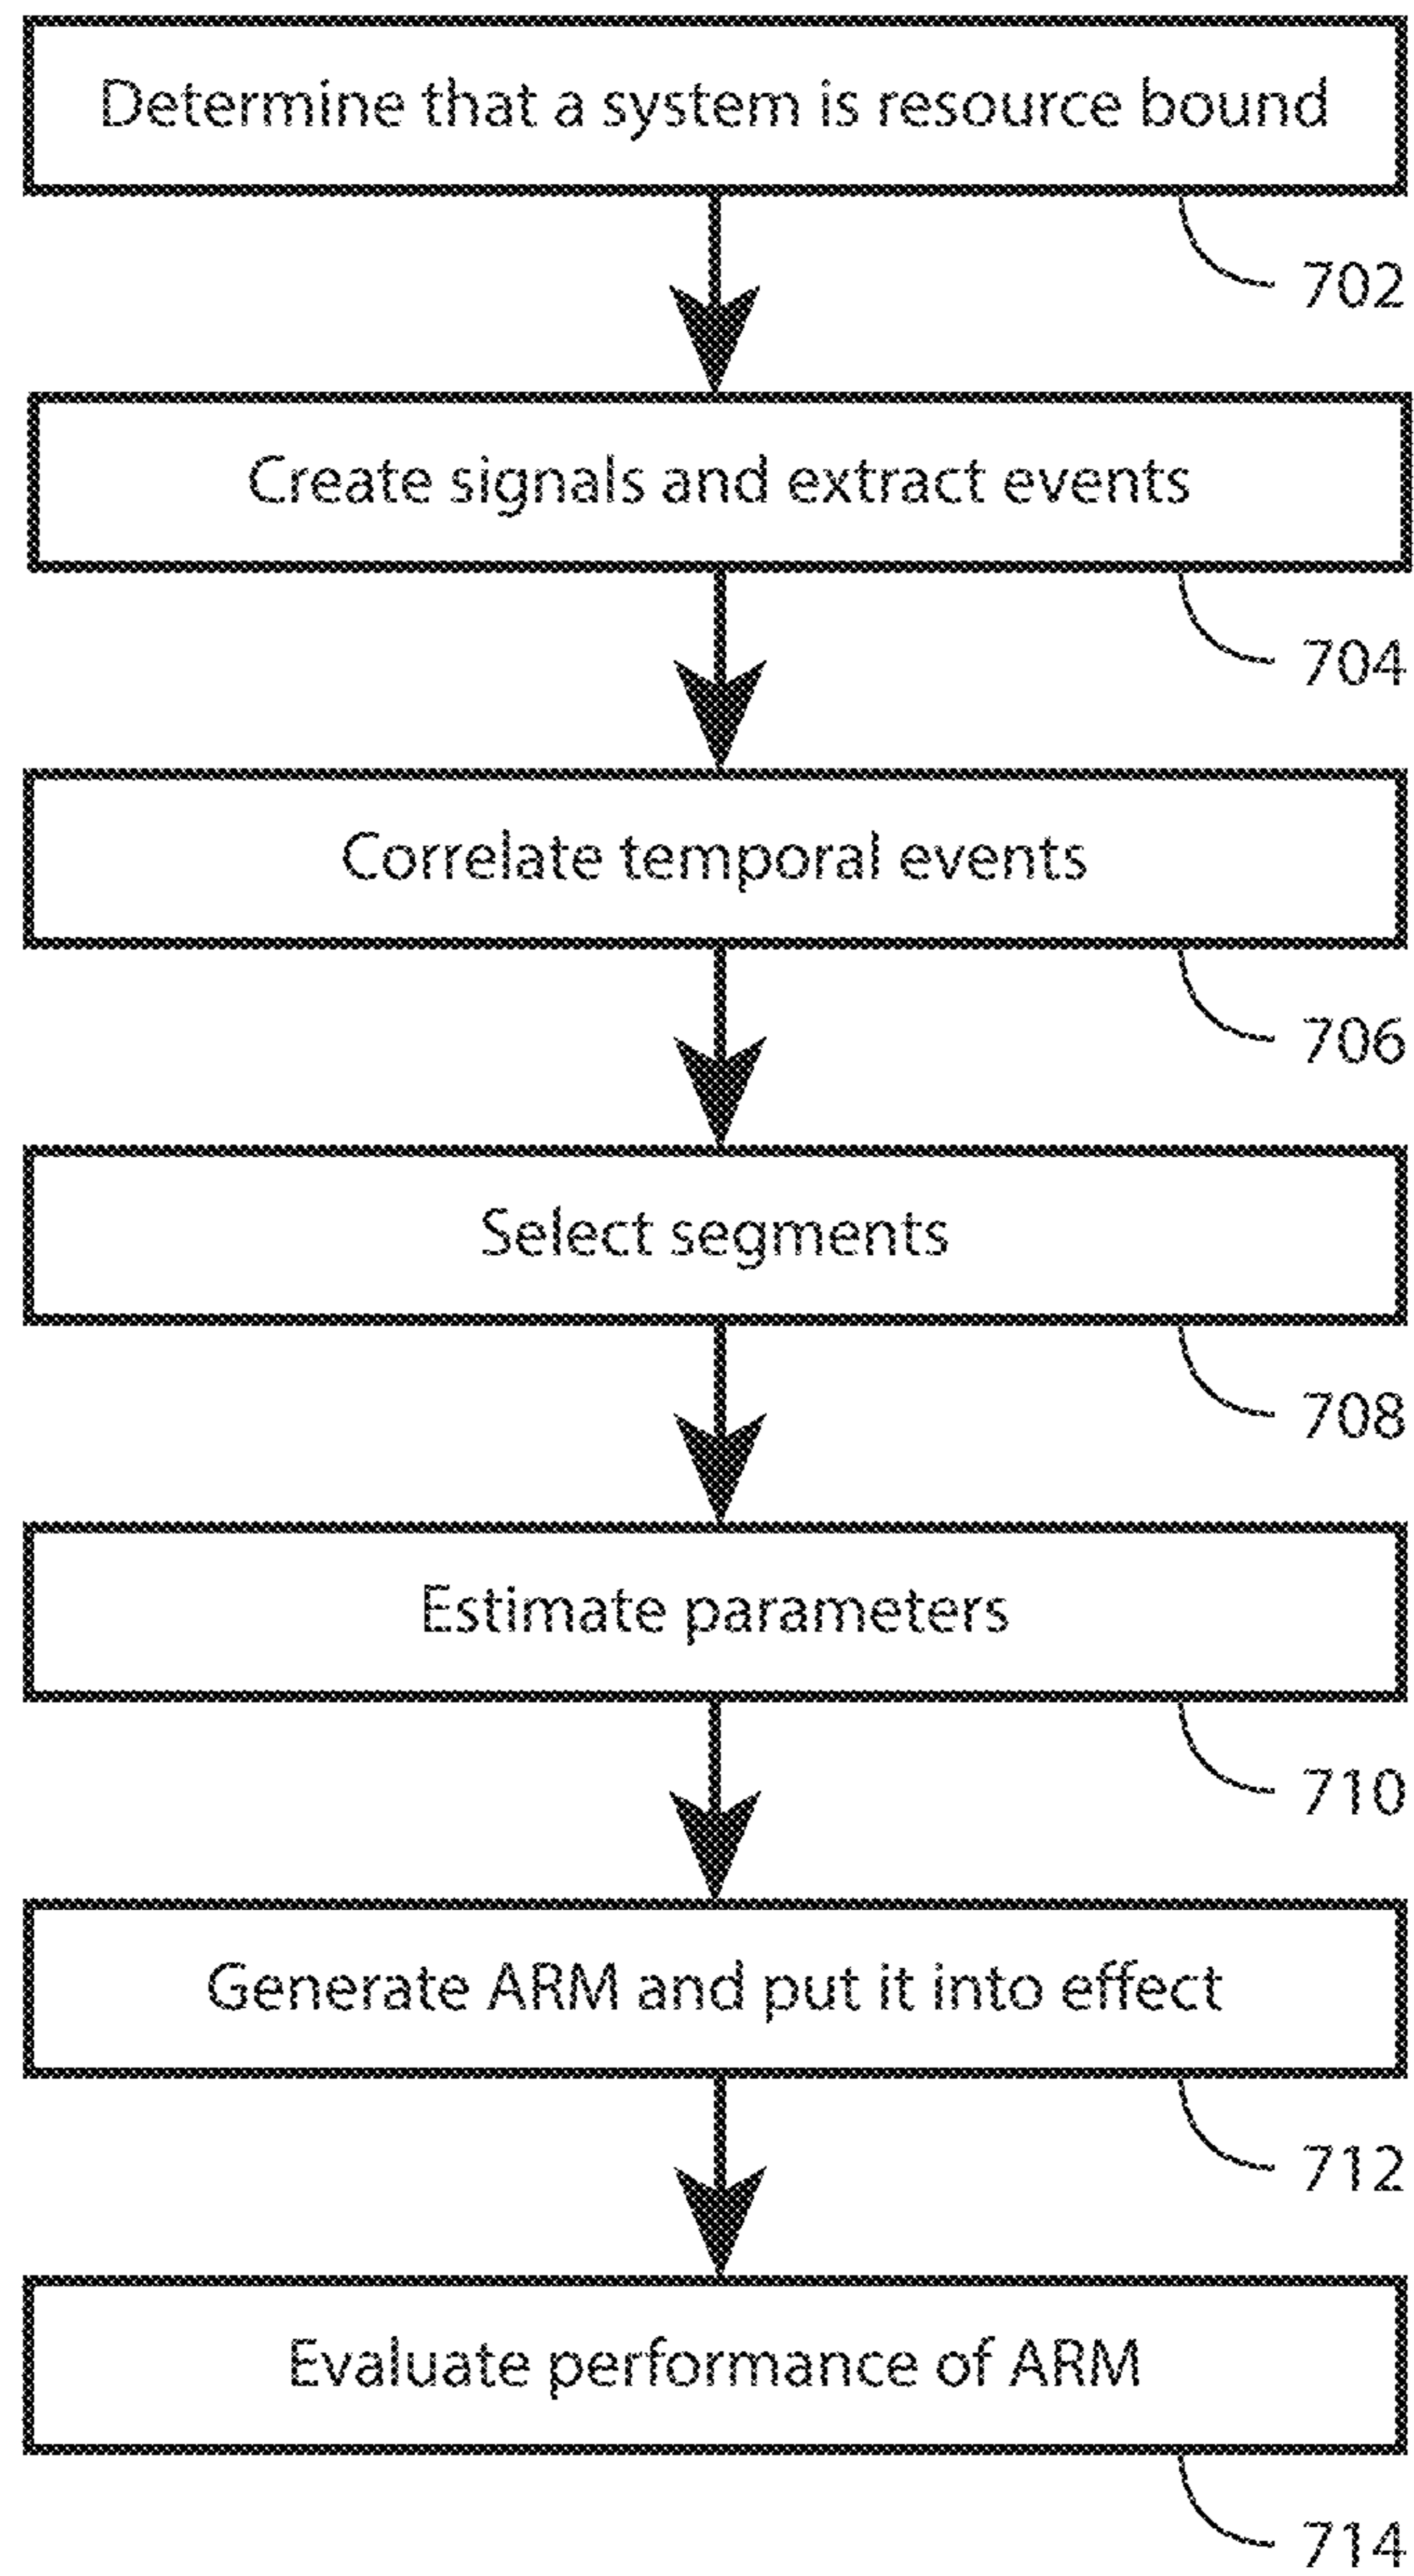 Determine that a system is resource bound
702
Create signals and extract events
704
Correlate temporal events
706
Select segments
708
Estimate parameters
710
Generate ARM and put it into effect
712
Evaluate performance of ARM
714